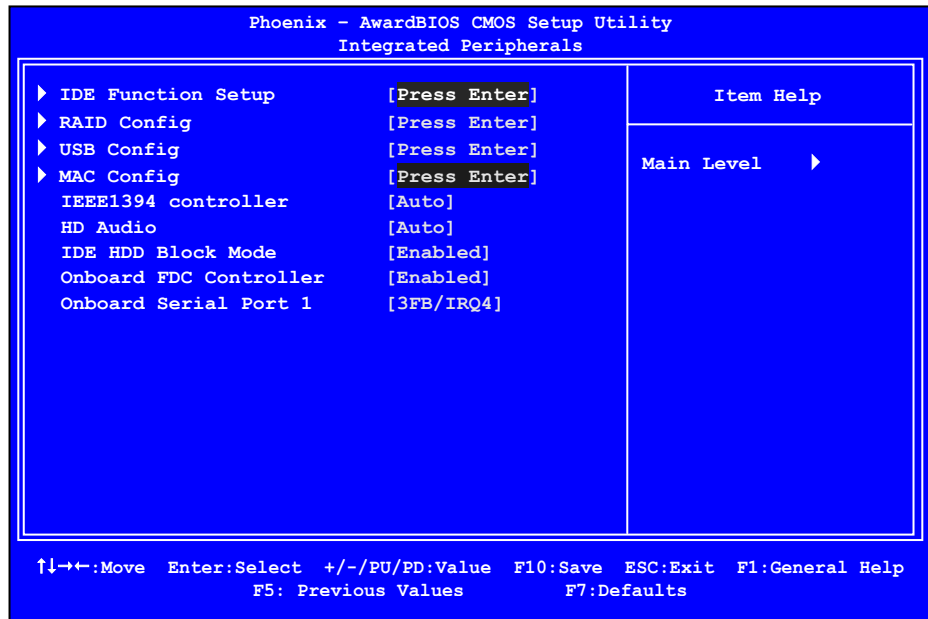 Phoenix – AwardBIOS CMOS Setup Utility
Integrated Peripherals
IDE Function Setup [Press Enter]
RAID Config [Press Enter]
USB Config [Press Enter]
MAC Config [Press Enter]
IEEE1394 controller [Auto]
HD Audio [Auto]
IDE HDD Block Mode [Enabled]
Onboard FDC Controller [Enabled]
Onboard Serial Port 1 [3FB/IRQ4]
Item Help
Main Level
↑↓→←:Move Enter:Select +/-/PU/PD:Value F10:Save ESC:Exit F1:General Help
F5: Previous Values F7:Defaults